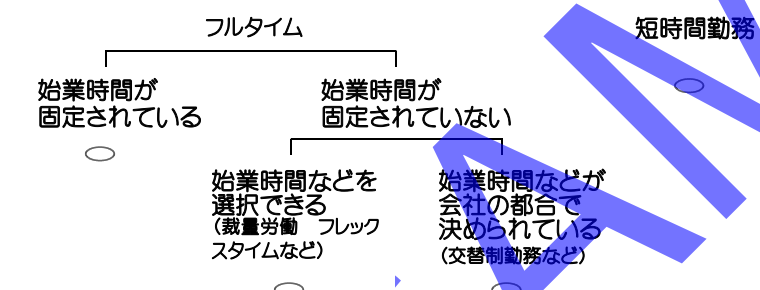 フルタイム
短時間勤務
始業時間が
固定されている
始業時間が
固定されていない
始業時間などを
選択できる
(裁量労働 フレック
スタイムなど)
始業時間などが
会社の都合で
決められている
(交替制勤務など)